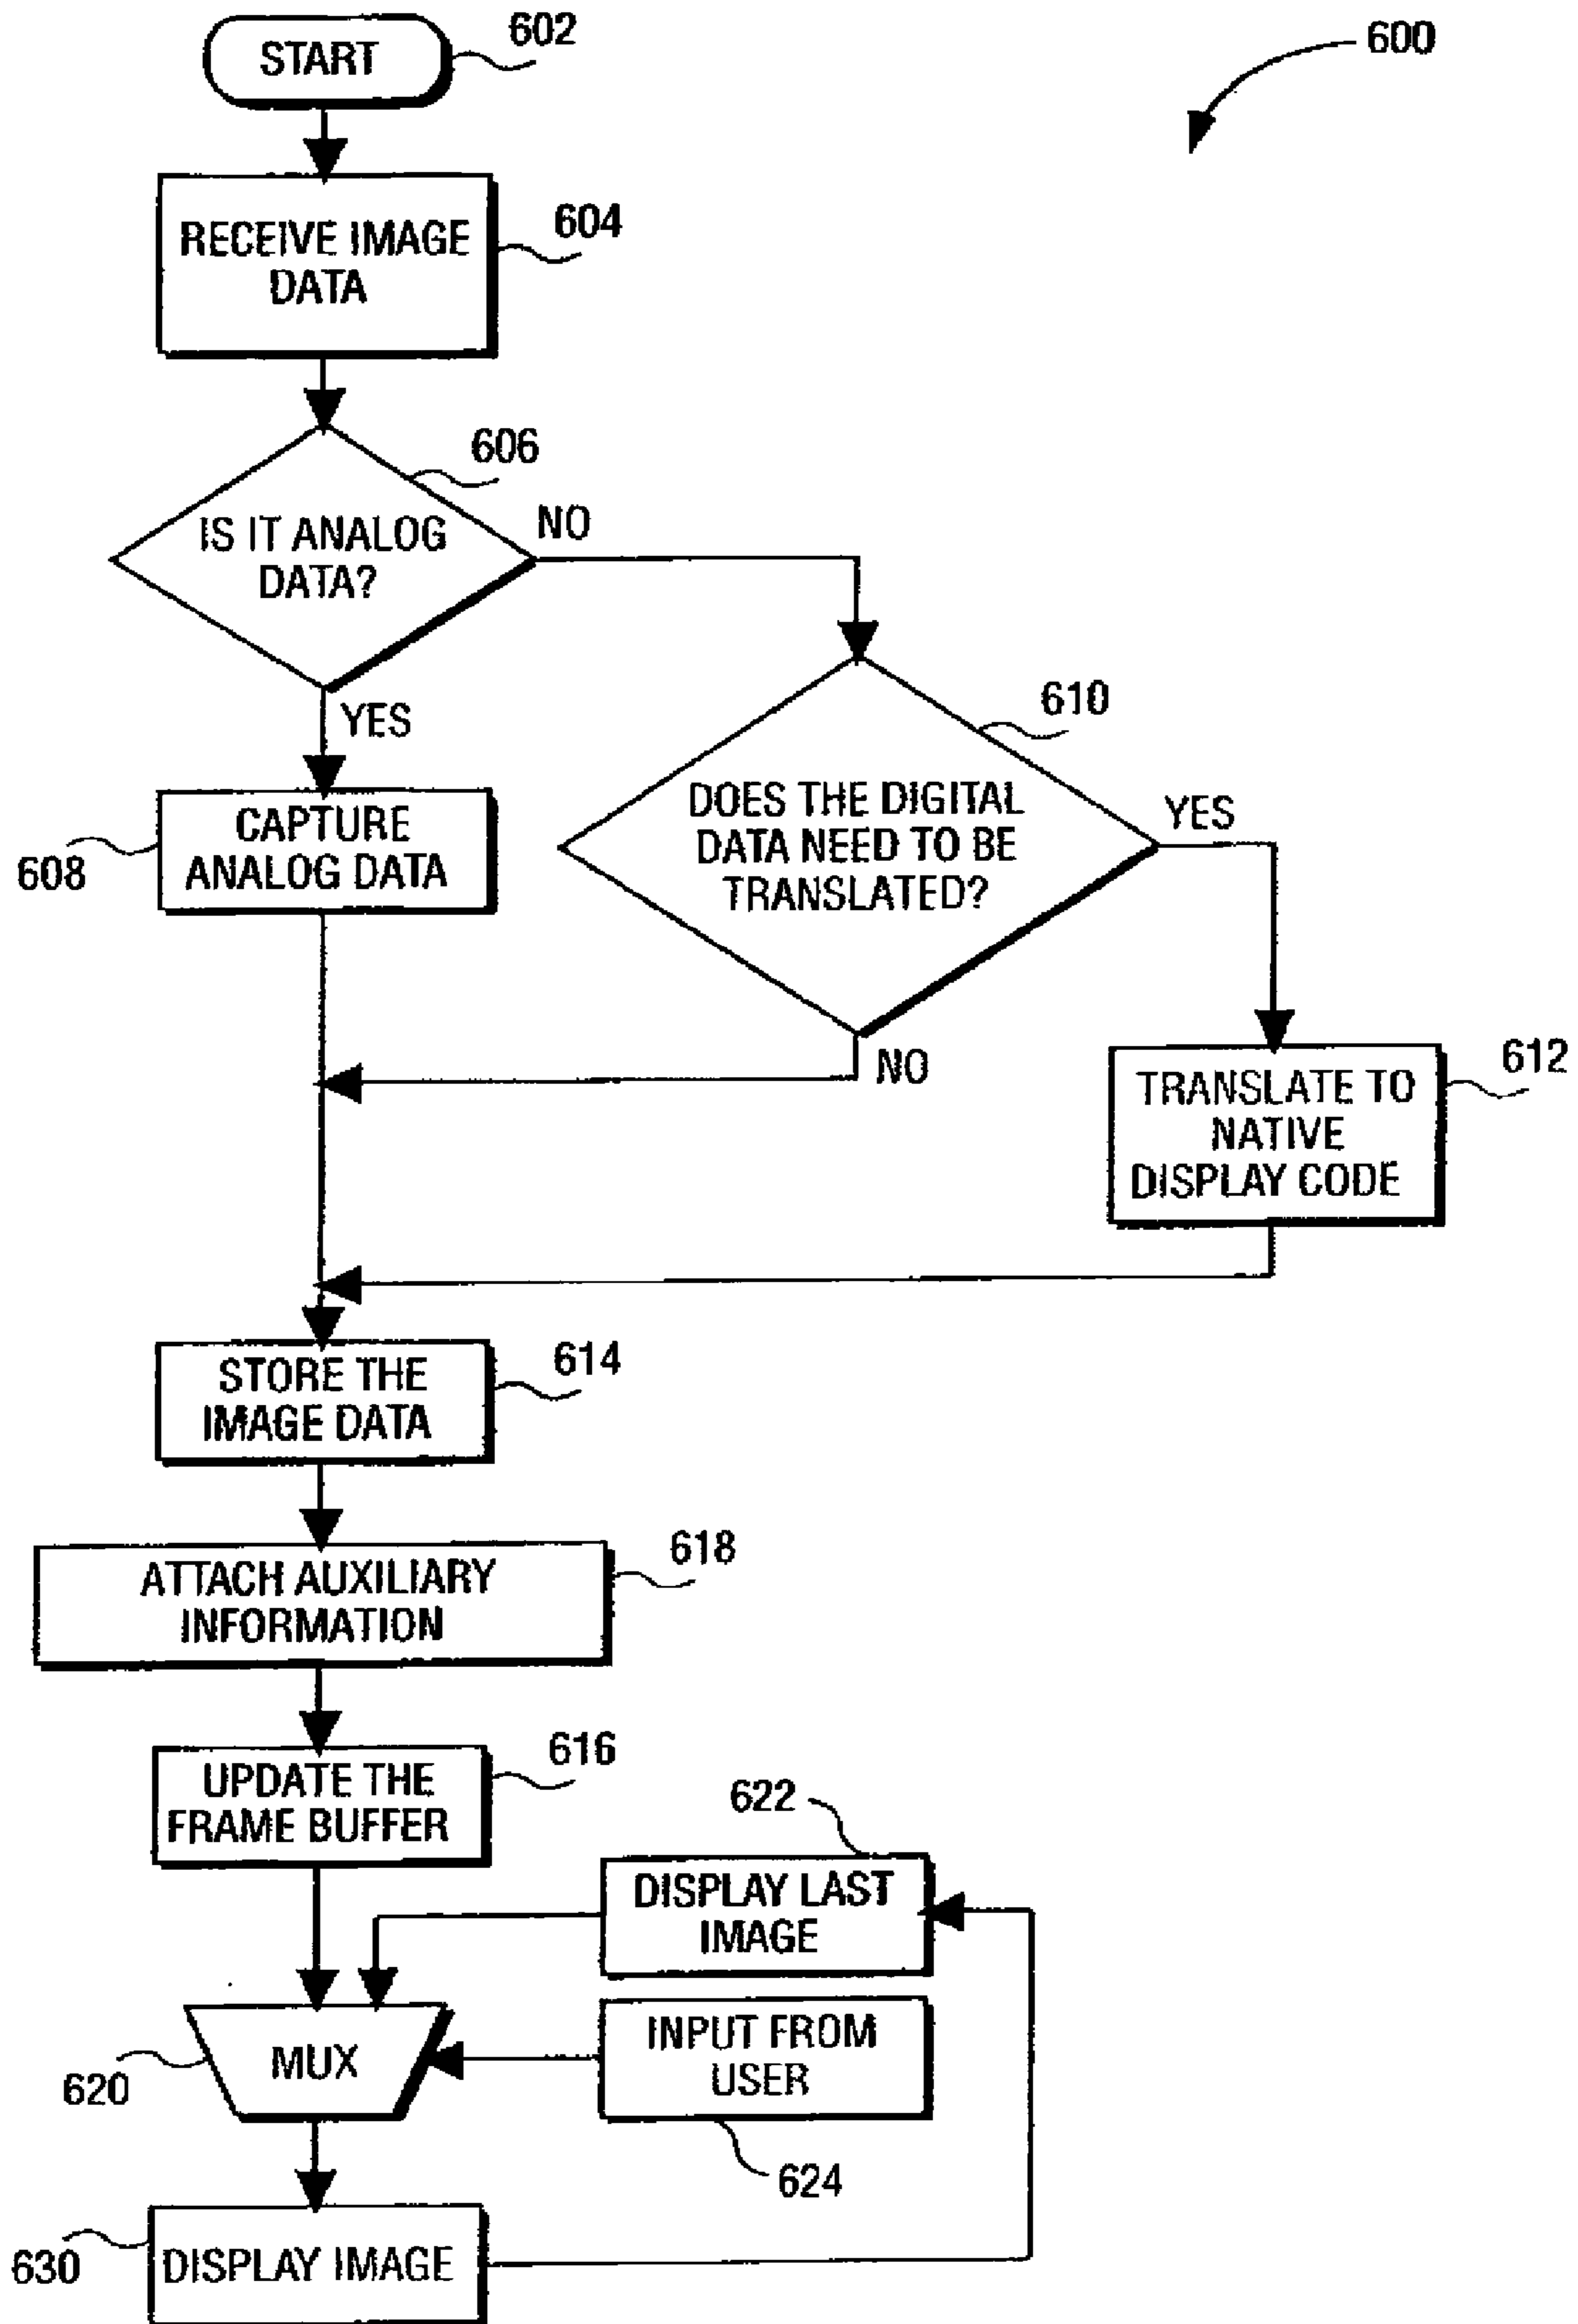 START
602
600
RECEIVE IMAGE
DATA
604
606
IS IT ANALOG
DATA?
NO
YES
610
DOES THE DIGITAL
DATA NEED TO BE
TRANSLATED?
YES
608
CAPTURE
ANALOG DATA
NO
612
TRANSLATE TO
NATIVE
DISPLAY CODE
STORE THE
IMAGE DATA
614
ATTACH AUXILIARY
INFORMATION
618
UPDATE THE
FRAME BUFFER
616
622
DISPLAY LAST
IMAGE
MUX
620
INPUT FROM
USER
624
630
DISPLAY IMAGE